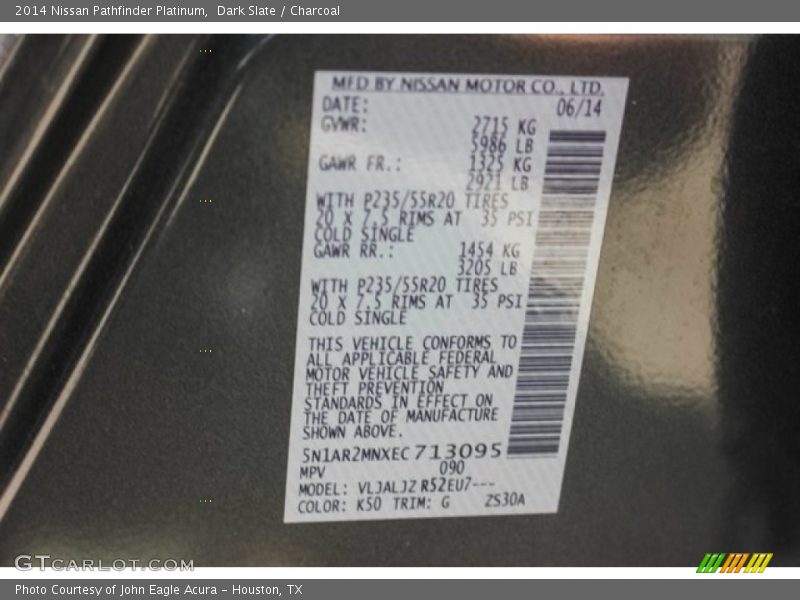 2014 Nissan Pathfinder Platinum, Dark Slate / Charcoal
MFD BY NISSAN MOTOR CO., LTD.
DATE: 06/14
GVWR: 2715 KG
5986 LB
GAWR FR.: 1325 KG
2921 LB
WITH P235/55R20 TIRES
20 X 7.5 RIMS AT 35 PSI
COLD SINGLE
GAWR RR.: 1454 KG
3205 LB
WITH P235/55R20 TIRES
20 X 7.5 RIMS AT 35 PSI
COLD SINGLE
THIS VEHICLE CONFORMS TO
ALL APPLICABLE FEDERAL
MOTOR VEHICLE SAFETY AND
THEFT PREVENTION
STANDARDS IN EFFECT ON
THE DATE OF MANUFACTURE
SHOWN ABOVE.
5N1AR2MNXEC713095
MPV 090
MODEL: VLJALJZ R52EU7---
COLOR: K50 TRIM: G ZS30A
GTCARLOT.COM
Photo Courtesy of John Eagle Acura – Houston, TX